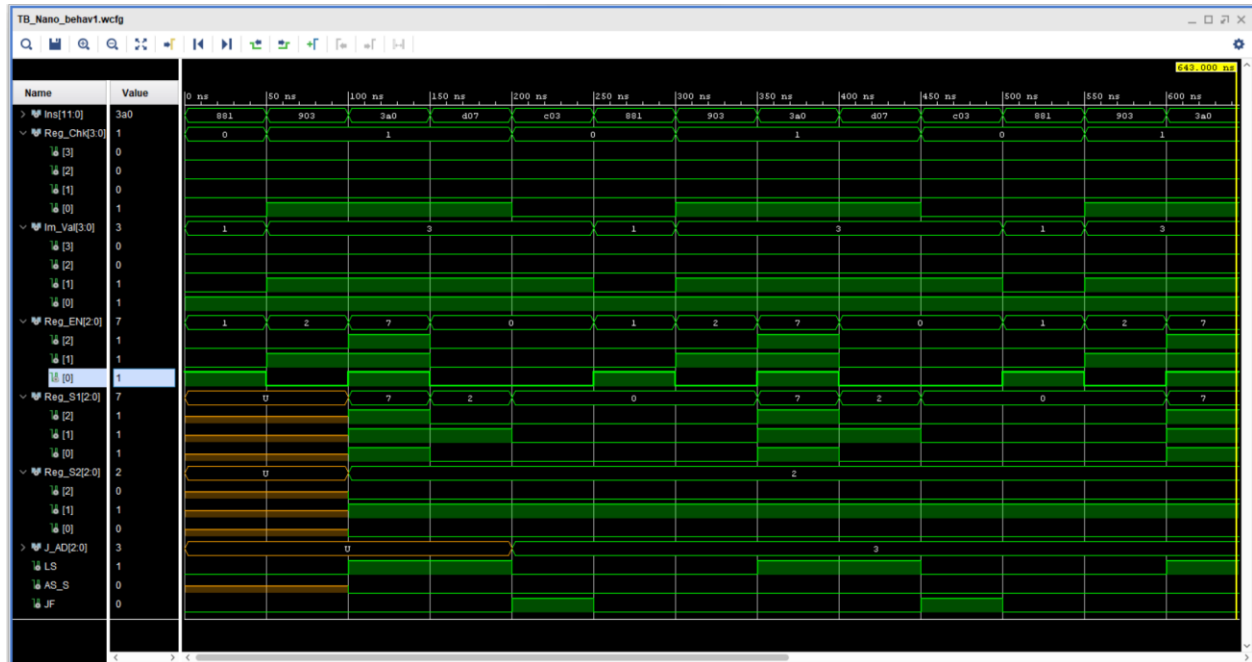 TB_Nano_behav1.wcfg
643.000 ns
Name Value 0 ns 50 ns 100 ns 150 ns 200 ns 250 ns 300 ns 350 ns 400 ns 450 ns 500 ns 550 ns 600 ns
Ins[11:0] 3a0 881 903 3a0 d07 c03 881 903 3a0 d07 c03 881 903 3a0
Reg_Chk[3:0] 1 0 1 0 1 0 1
[3] 0
[2] 0
[1] 0
[0] 1
Im_Val[3:0] 3 1 3 1 3 1 3
[3] 0
[2] 0
[1] 1
[0] 1
Reg_EN[2:0] 7 1 2 7 0 1 2 7 0 1 2 7
[2] 1
[1] 1
[0] 1
Reg_S1[2:0] 7 U 7 2 0 7 2 0 7
[2] 1
[1] 1
[0] 1
Reg_S2[2:0] 2 U 2
[2] 0
[1] 1
[0] 0
J_AD[2:0] 3 U 3
LS 1
AS_S 0
JF 0